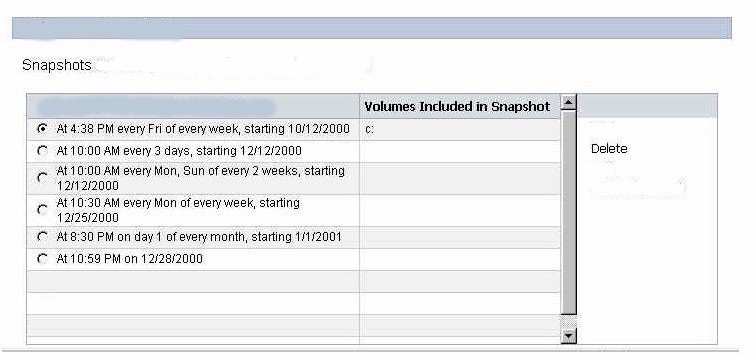 Snapshots
Volumes Included in Snapshot
At 4:38 PM every Fri of every week, starting 10/12/2000
c:
At 10:00 AM every 3 days, starting 12/12/2000
Delete
At 10:00 AM every Mon, Sun of every 2 weeks, starting
12/12/2000
At 10:30 AM every Mon of every week, starting
12/25/2000
At 8:30 PM on day 1 of every month, starting 1/1/2001
At 10:59 PM on 12/28/2000